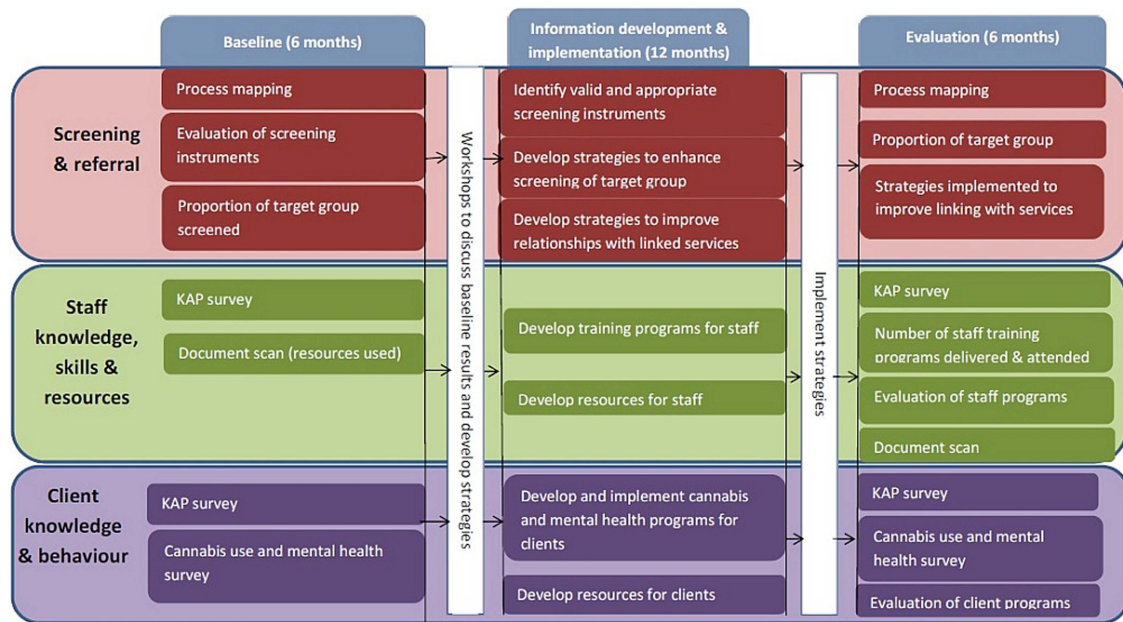 Baseline (6 months)
Information development &
implementation (12 months)
Evaluation (6 months)
Screening
& referral
Process mapping
Evaluation of screening
instruments
Proportion of target group
screened
Workshops to discuss baseline results and develop strategies
Identify valid and appropriate
screening instruments
Develop strategies to enhance
screening of target group
Develop strategies to improve
relationships with linked services
Implement strategies
Process mapping
Proportion of target group
Strategies implemented to
improve linking with services
Staff
knowledge,
skills &
resources
KAP survey
Document scan (resources used)
Develop training programs for staff
Develop resources for staff
KAP survey
Number of staff training
programs delivered & attended
Evaluation of staff programs
Document scan
Client
knowledge
& behaviour
KAP survey
Cannabis use and mental health
survey
Develop and implement cannabis
and mental health programs for
clients
Develop resources for clients
KAP survey
Cannabis use and mental
health survey
Evaluation of client programs